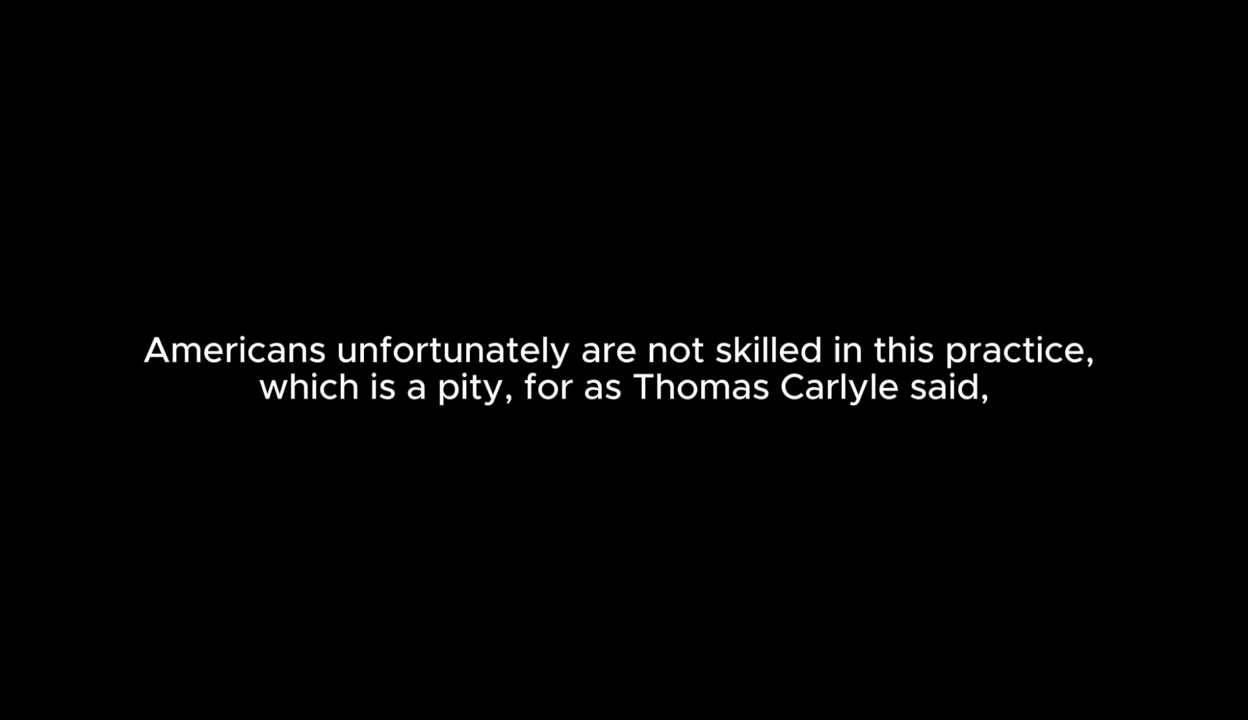 Americans unfortunately are not skilled in this practice,
which is a pity, for as Thomas Carlyle said,